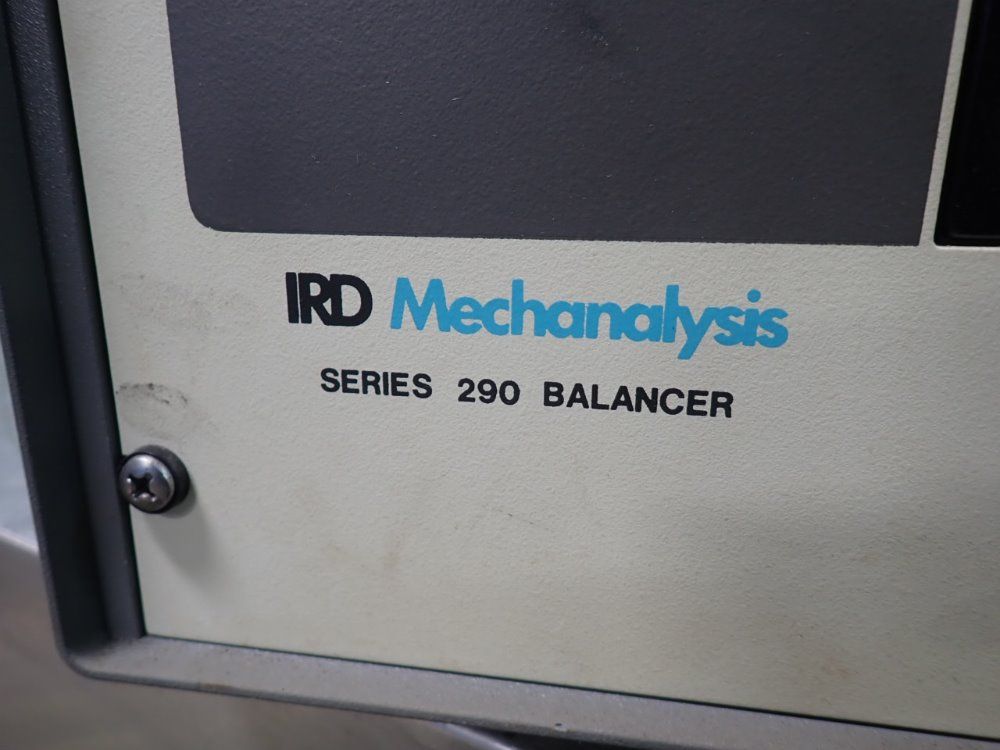 IRD Mechanalysis
SERIES 290 BALANCER